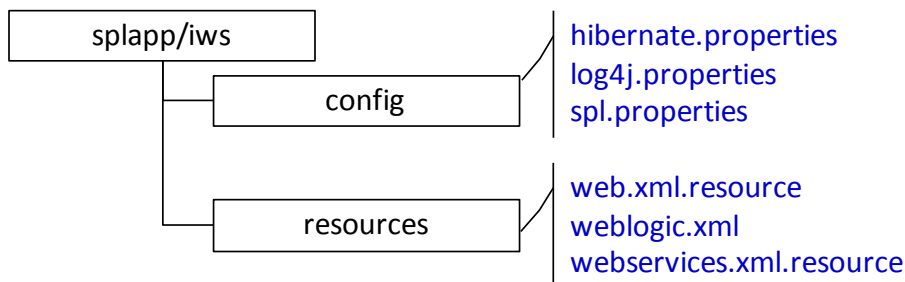 splapp/iws
config
hibernate.properties
log4j.properties
spl.properties
resources
web.xml.resource
weblogic.xml
webservices.xml.resource